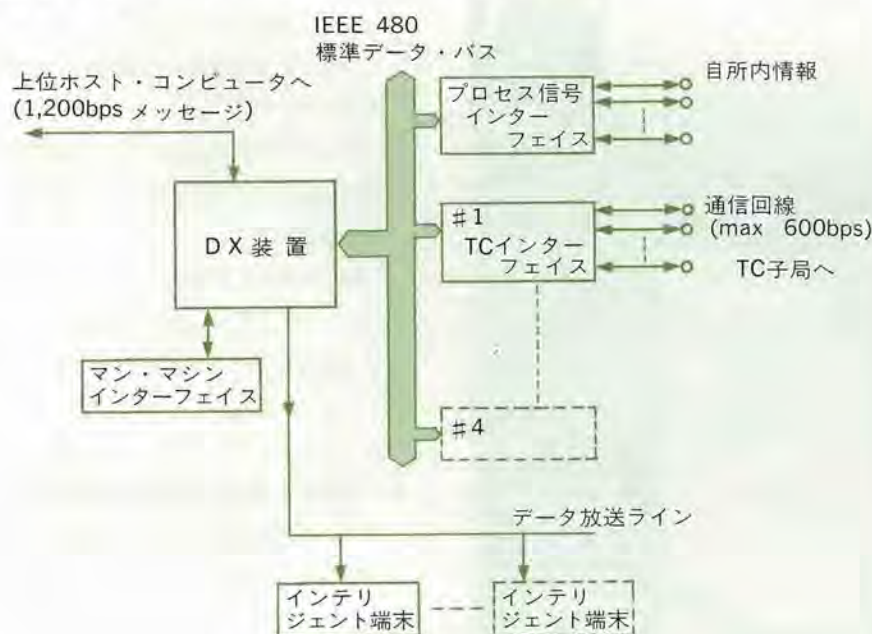 IEEE 480
標準データ・バス
上位ホスト・コンピュータへ
(1,200bps メッセージ)
プロセス信号
インター
フェイス
自所内情報
DX装置
#1
TCインター
フェイス
通信回線
(max 600bps)
TC子局へ
マン・マシン
インターフェイス
#4
データ放送ライン
インテリ
ジェント端末
インテリ
ジェント端末